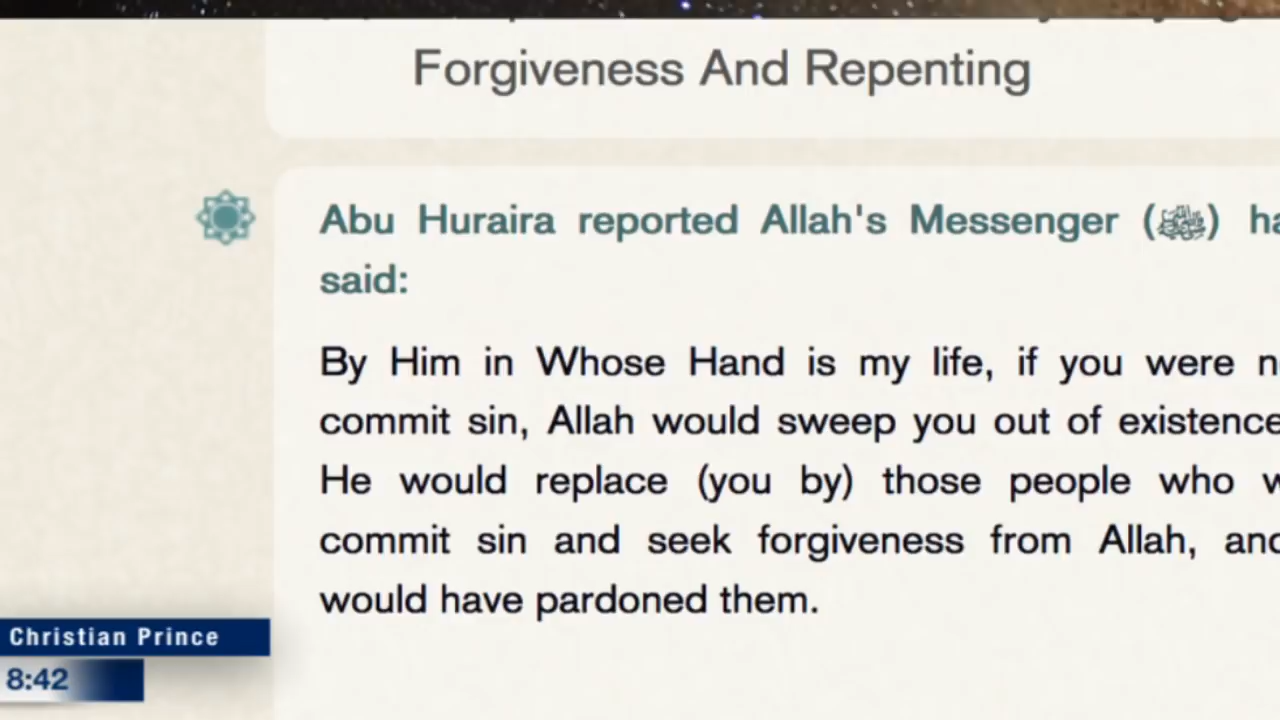 Forgiveness And Repenting
Abu Huraira reported Allah's Messenger (ﷺ)
said:
By Him in Whose Hand is my life, if you were
commit sin, Allah would sweep you out of existence
He would replace (you by) those people who
commit sin and seek forgiveness from Allah,
would have pardoned them.
Christian Prince
8:42